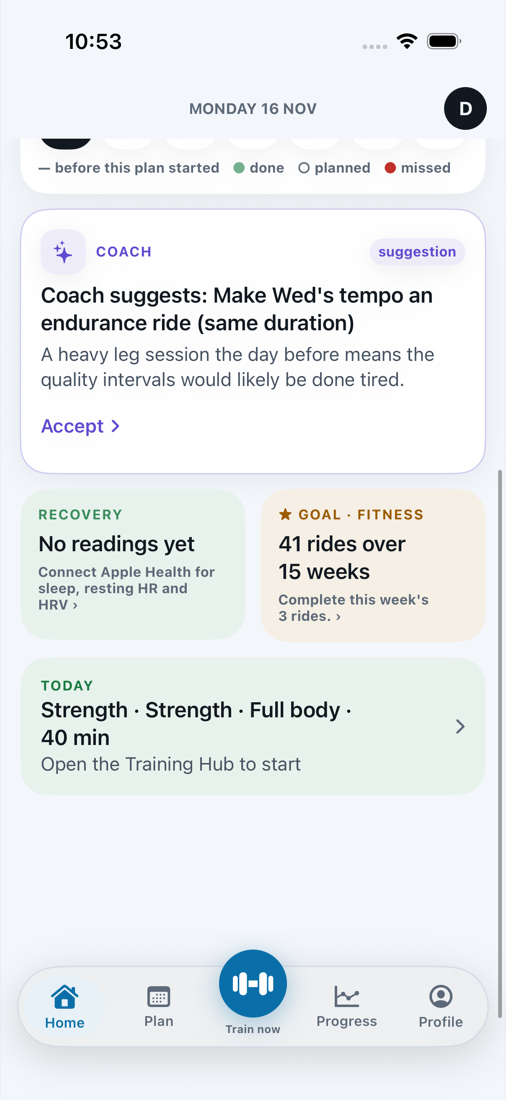 10:53
MONDAY 16 NOV
D
— before this plan started done planned missed
COACH
suggestion
Coach suggests: Make Wed's tempo an
endurance ride (same duration)
A heavy leg session the day before means the
quality intervals would likely be done tired.
Accept >
RECOVERY
No readings yet
Connect Apple Health for
sleep, resting HR and
HRV ›
★ GOAL · FITNESS
41 rides over
15 weeks
Complete this week's
3 rides. ›
TODAY
Strength · Strength · Full body ·
40 min
Open the Training Hub to start
Home
Plan
Train now
Progress
Profile